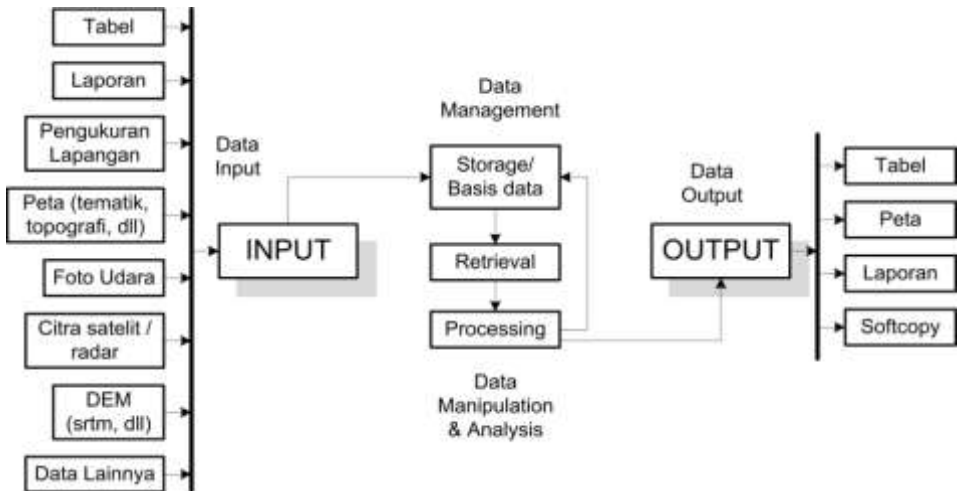 Tabel
Laporan
Pengukuran
Lapangan
Peta (tematik,
topografi, dll)
Foto Udara
Citra satelit /
radar
DEM
(srtm, dll)
Data Lainnya
Data
Input
INPUT
Data
Management
Storage/
Basis data
Retrieval
Processing
Data
Manipulation
& Analysis
Data
Output
OUTPUT
Tabel
Peta
Laporan
Softcopy